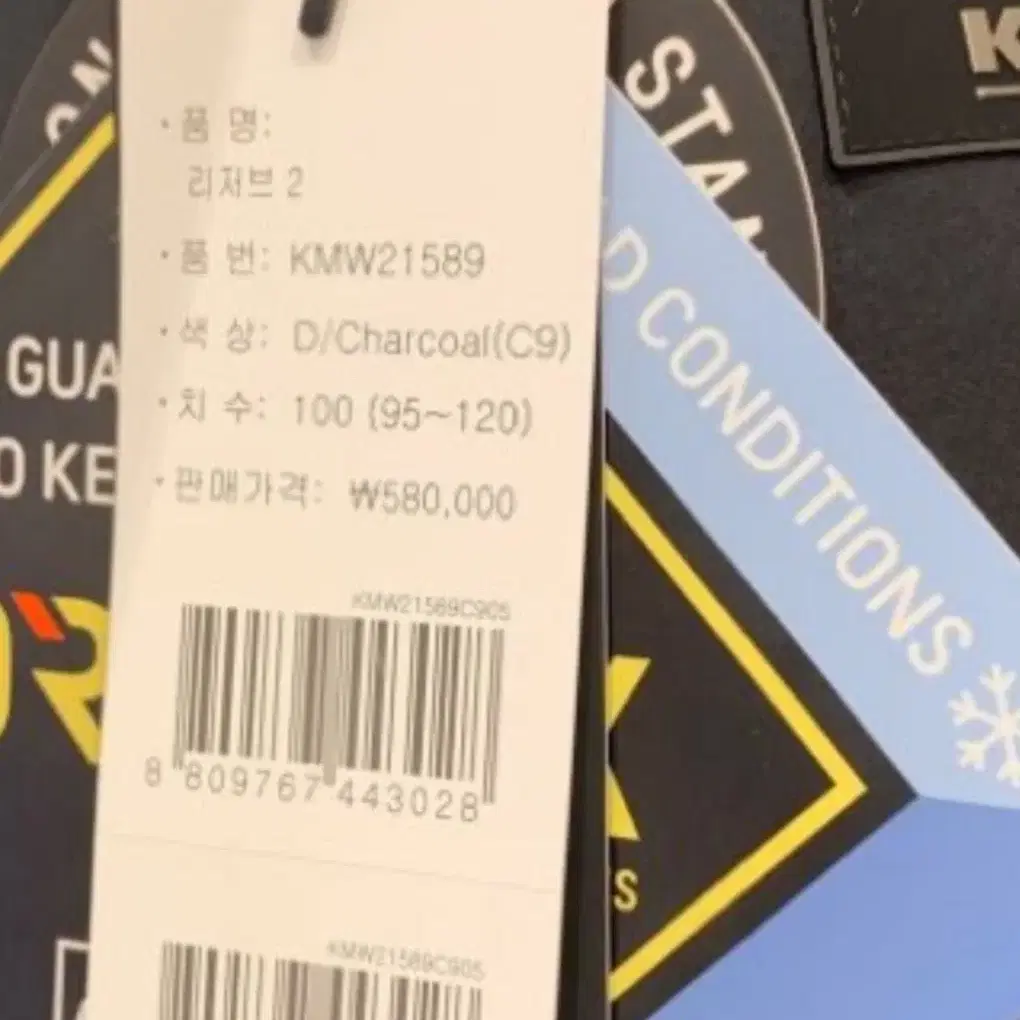 · 품 명:
리저브 2
· 품 번: KMW21589
· 색 상: D/Charcoal(C9)
· 치 수: 100 (95~120)
· 판매가격: ₩580,000
KMW21589C905
8 809767 443028
KMW21589C905
D CONDITIONS
STAN
GUA
O KE
K
S